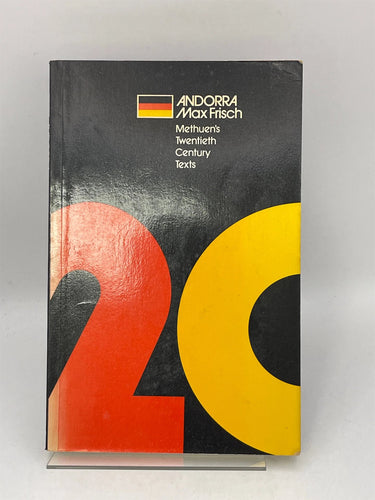 ANDORRA
Max Frisch
Methuen's
Twentieth
Century
Texts
20